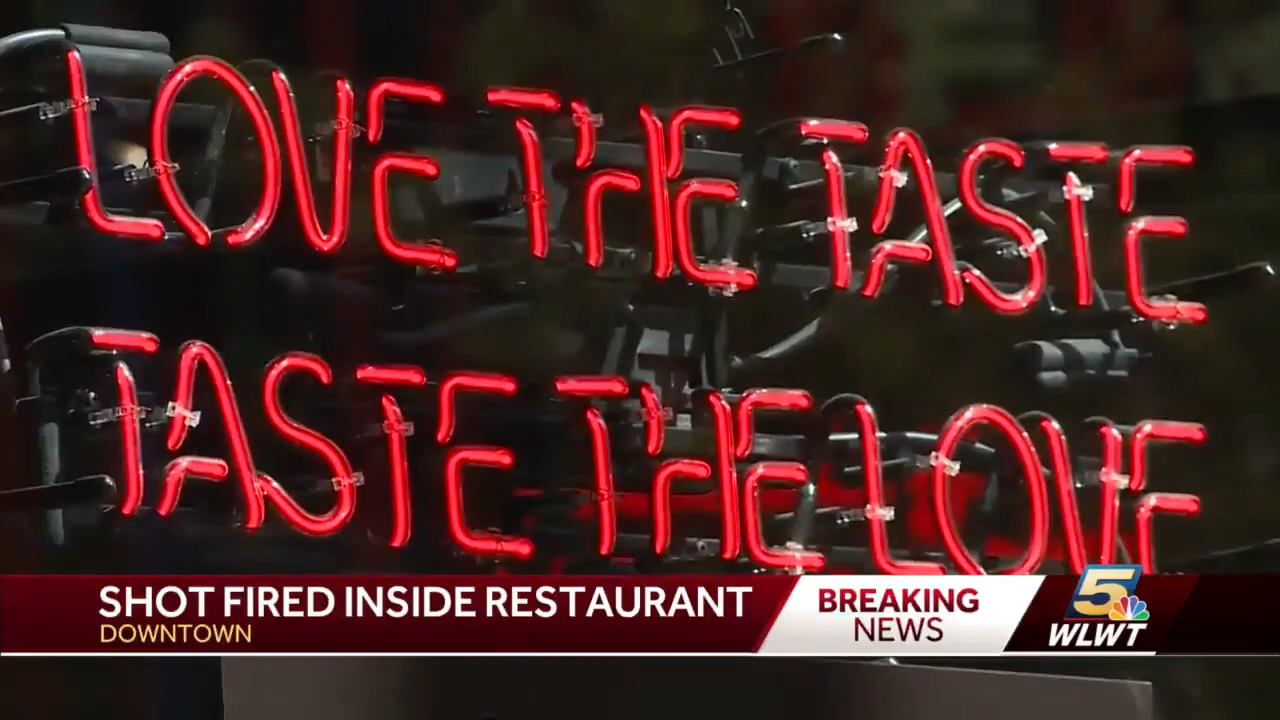 LOVE THE TASTE
TASTE THE LOVE
SHOT FIRED INSIDE RESTAURANT
DOWNTOWN
BREAKING
NEWS
5
WLWT